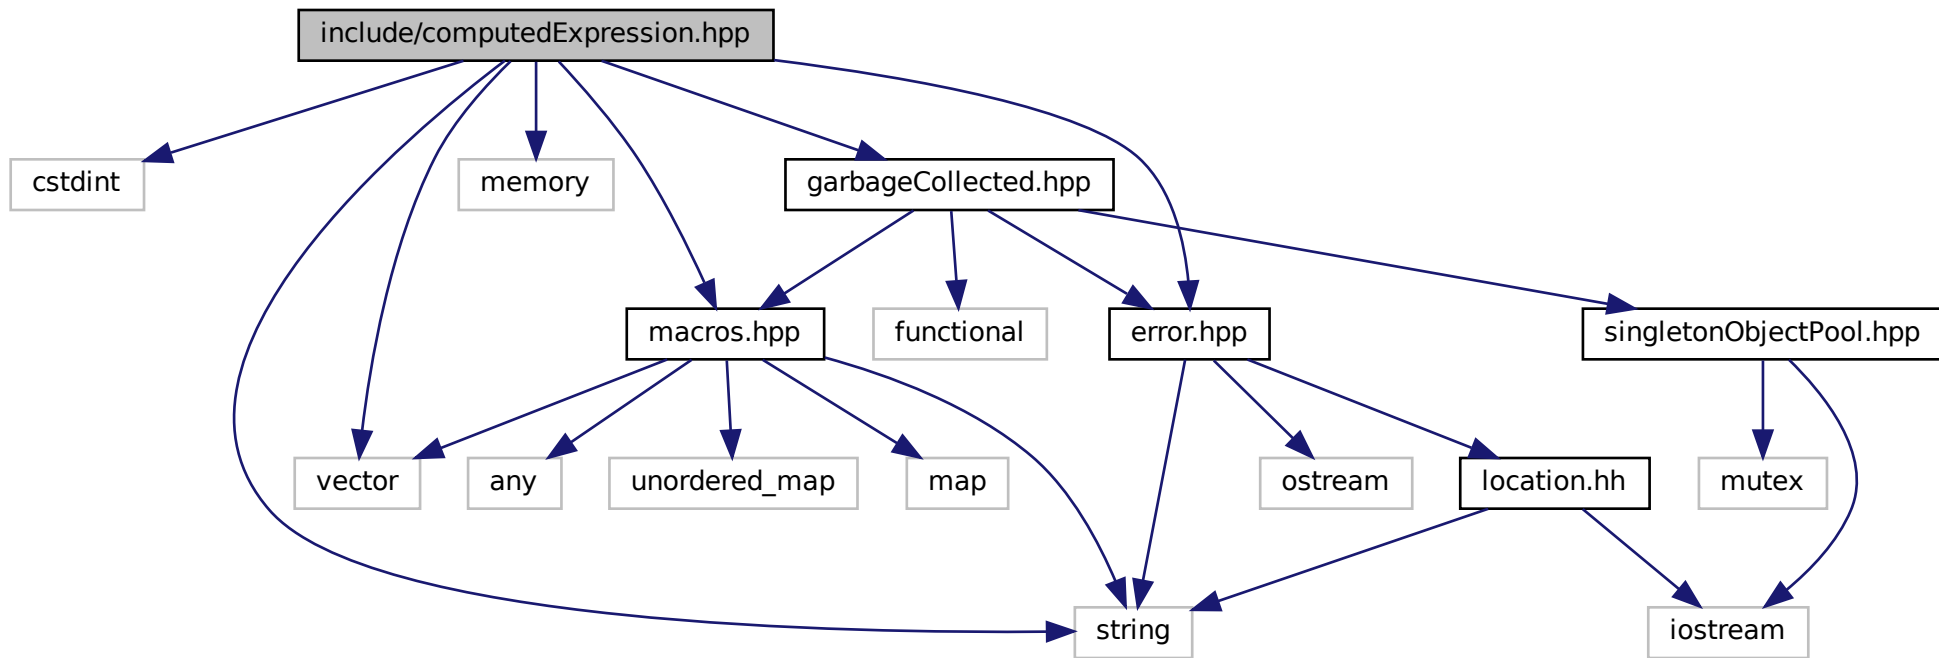 include/computedExpression.hpp
cstdint
memory
garbageCollected.hpp
macros.hpp
functional
error.hpp
singletonObjectPool.hpp
vector
any
unordered_map
map
ostream
location.hh
mutex
string
iostream